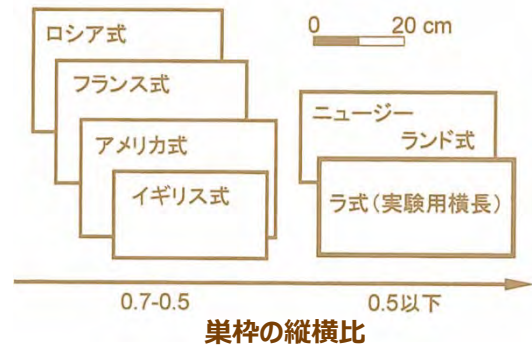 ロシア式
0 20 cm
フランス式
ニュージー
ランド式
アメリカ式
イギリス式
ラ式(実験用横長)
0.7-0.5
0.5以下
巣枠の縦横比